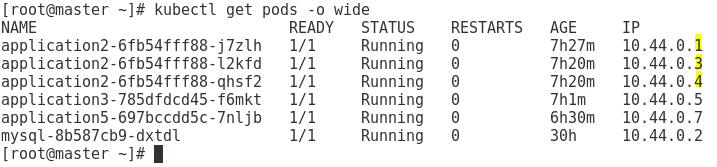 [root@master ~]# kubectl get pods -o wide
NAME READY STATUS RESTARTS AGE IP
application2-6fb54fff88-j7zlh 1/1 Running 0 7h27m 10.44.0.1
application2-6fb54fff88-l2kfd 1/1 Running 0 7h20m 10.44.0.3
application2-6fb54fff88-qhsf2 1/1 Running 0 7h20m 10.44.0.4
application3-785dfdcd45-f6mkt 1/1 Running 0 7h1m 10.44.0.5
application5-697bccdd5c-7nljb 1/1 Running 0 6h30m 10.44.0.7
mysql-8b587cb9-dxtdl 1/1 Running 0 30h 10.44.0.2
[root@master ~]#